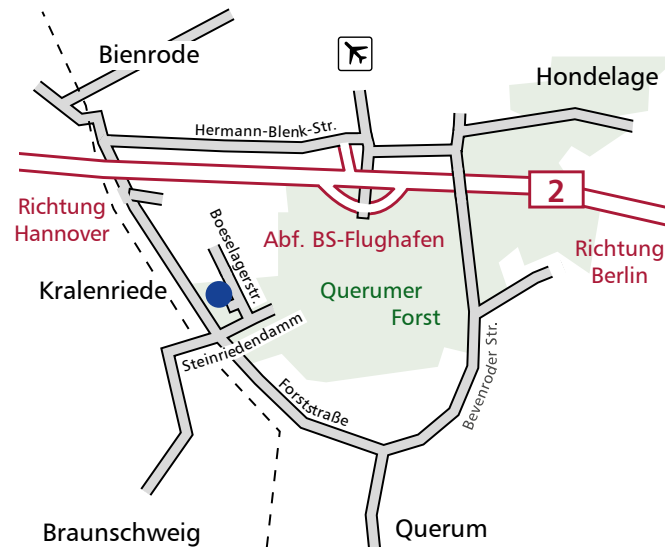 Bienrode
Hondelage
Hermann-Blenk-Str.
2
Richtung
Hannover
Boeselagerstr.
Abf. BS-Flughafen
Richtung
Berlin
Kralenriede
Querumer
Forst
Steinriedendamm
Bevenroder Str.
Forststraße
Braunschweig
Querum